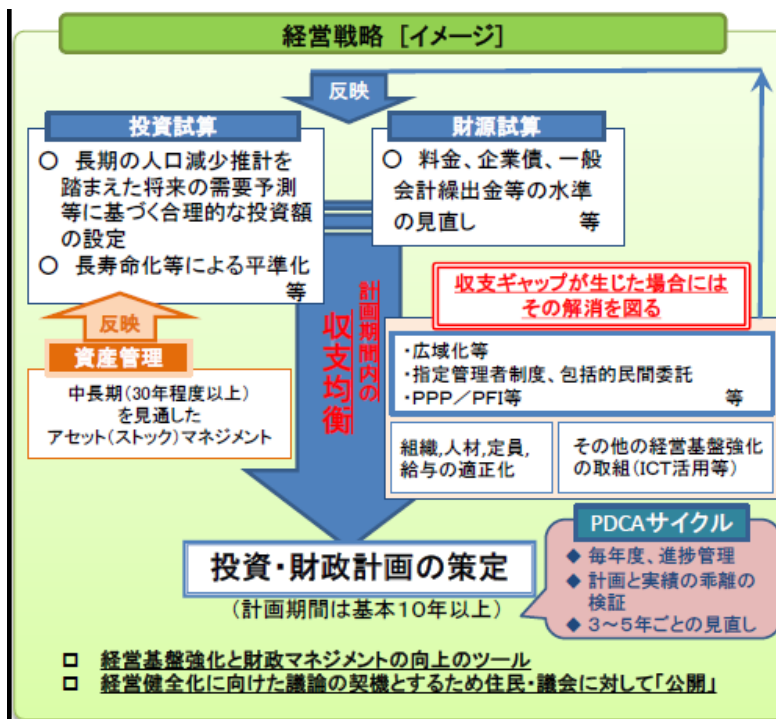 経営戦略 [イメージ]
反映
投資試算
○ 長期の人口減少推計を
踏まえた将来の需要予測
等に基づく合理的な投資額
の設定
○ 長寿命化等による平準化
等
財源試算
○ 料金、企業債、一般
会計繰出金等の水準
の見直し 等
反映
資産管理
中長期(30年程度以上)
を見通した
アセット(ストック)マネジメント
計画期間内の
収支均衡
収支ギャップが生じた場合には
その解消を図る
・広域化等
・指定管理者制度、包括的民間委託
・PPP／PFI等 等
組織,人材,定員,
給与の適正化
その他の経営基盤強化
の取組(ICT活用等)
投資・財政計画の策定
(計画期間は基本10年以上)
PDCAサイクル
◆ 毎年度、進捗管理
◆ 計画と実績の乖離の
検証
◆ 3～5年ごとの見直し
□ 経営基盤強化と財政マネジメントの向上のツール
□ 経営健全化に向けた議論の契機とするため住民・議会に対して「公開」